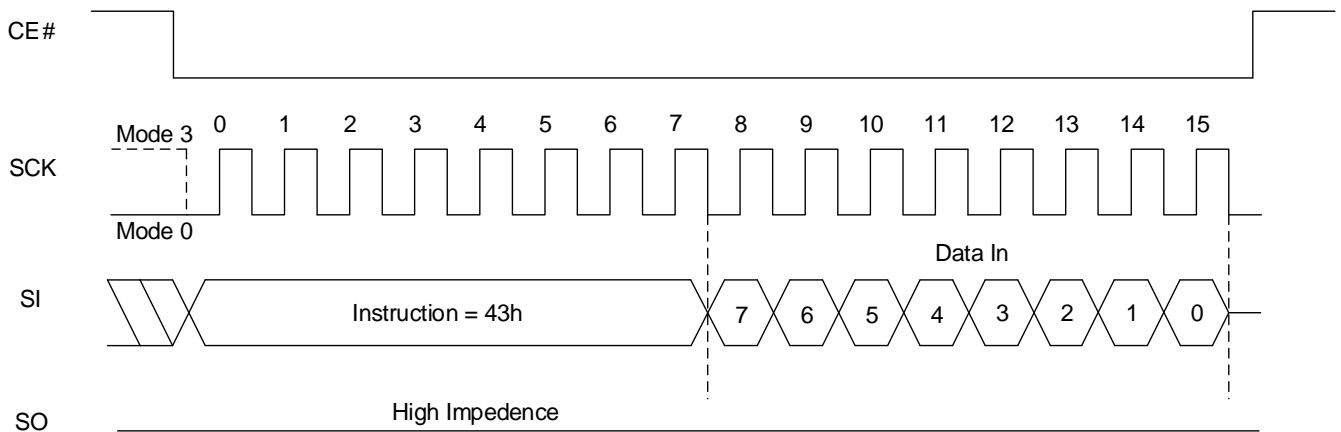 CE#
Mode 3 0 1 2 3 4 5 6 7 8 9 10 11 12 13 14 15
SCK
Mode 0
Data In
SI Instruction = 43h 7 6 5 4 3 2 1 0
High Impedence
SO